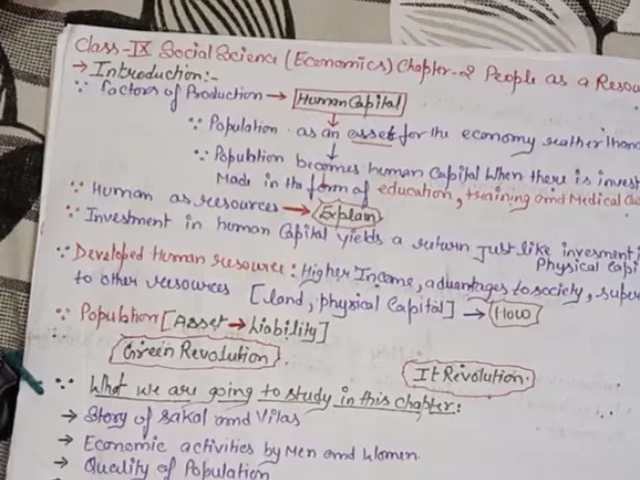 Class-IX Social Science (Economics) Chapter-2 People as a
→ Introduction:-
∵ Factors of Production → Human Capital
∵ Population as an asset for the economy
∵ Population becomes human Capital When there is
Made in the form of education, training and Medical
∵ Human as resources → Explain
∵ Investment in human Capital yields a return Just like invesment
Physical
∵ Developed Human resource: Higher Income, advantages to society,
to other resources [land, physical Capital] → How
∵ Population [Asset → Liability]
Green Revolution
It Revolution.
∵ What we are going to study in this chapter:
→ Story of Sakal and Vilas
→ Economic activities by Men and Women
→ Quality of Population